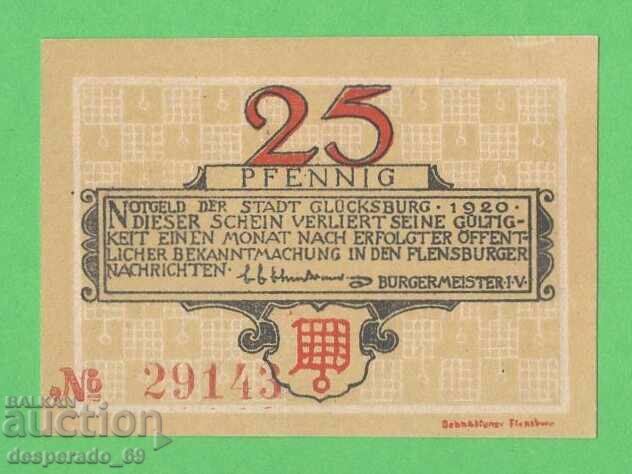 25
PFENNIG
NOTGELD DER STADT GLÜCKSBURG · 1920 ·
DIESER SCHEIN VERLIERT SEINE GÜLTIG-
KEIT EINEN MONAT NACH ERFOLGTER ÖFFENT-
LICHER BEKANNTMACHUNG IN DEN FLENSBURGER
NACHRICHTEN · BÜRGERMEISTER · I · V ·
№ 29143
BALKAN
auction
desperado_69
Flensburg